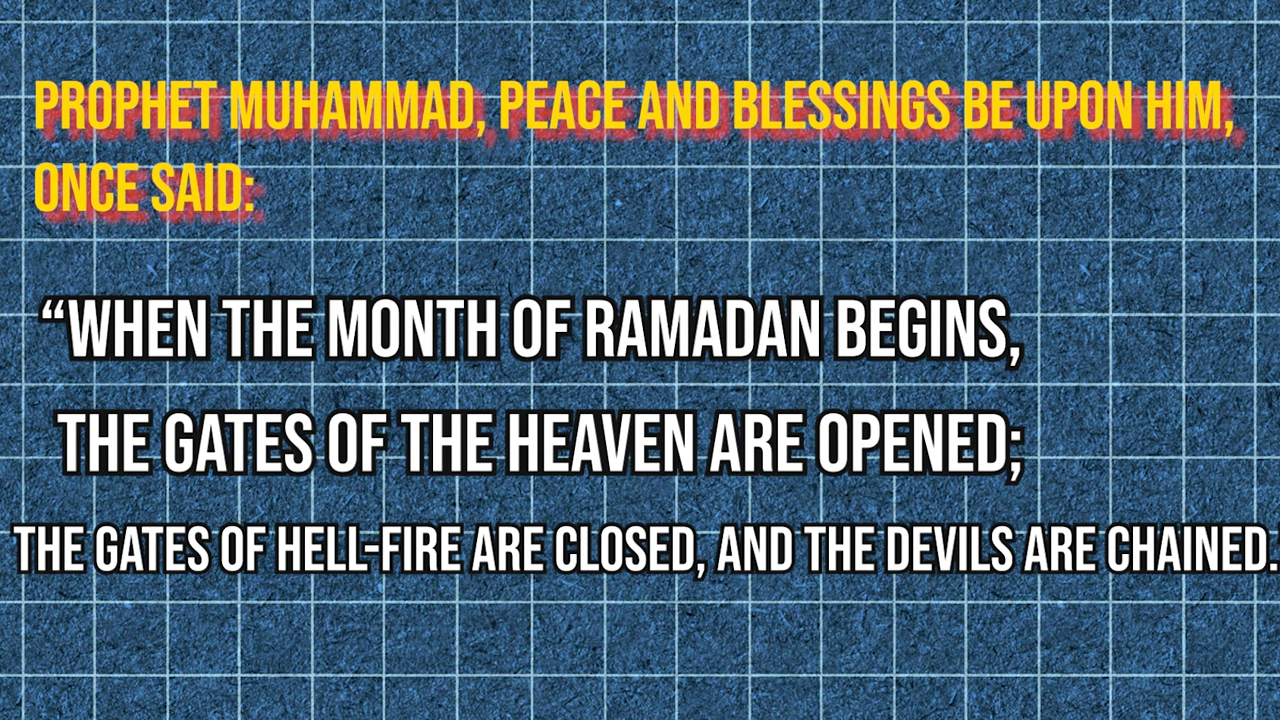 PROPHET MUHAMMAD, PEACE AND BLESSINGS BE UPON HIM,
ONCE SAID:
“WHEN THE MONTH OF RAMADAN BEGINS,
THE GATES OF THE HEAVEN ARE OPENED;
THE GATES OF HELL-FIRE ARE CLOSED, AND THE DEVILS ARE CHAINED.